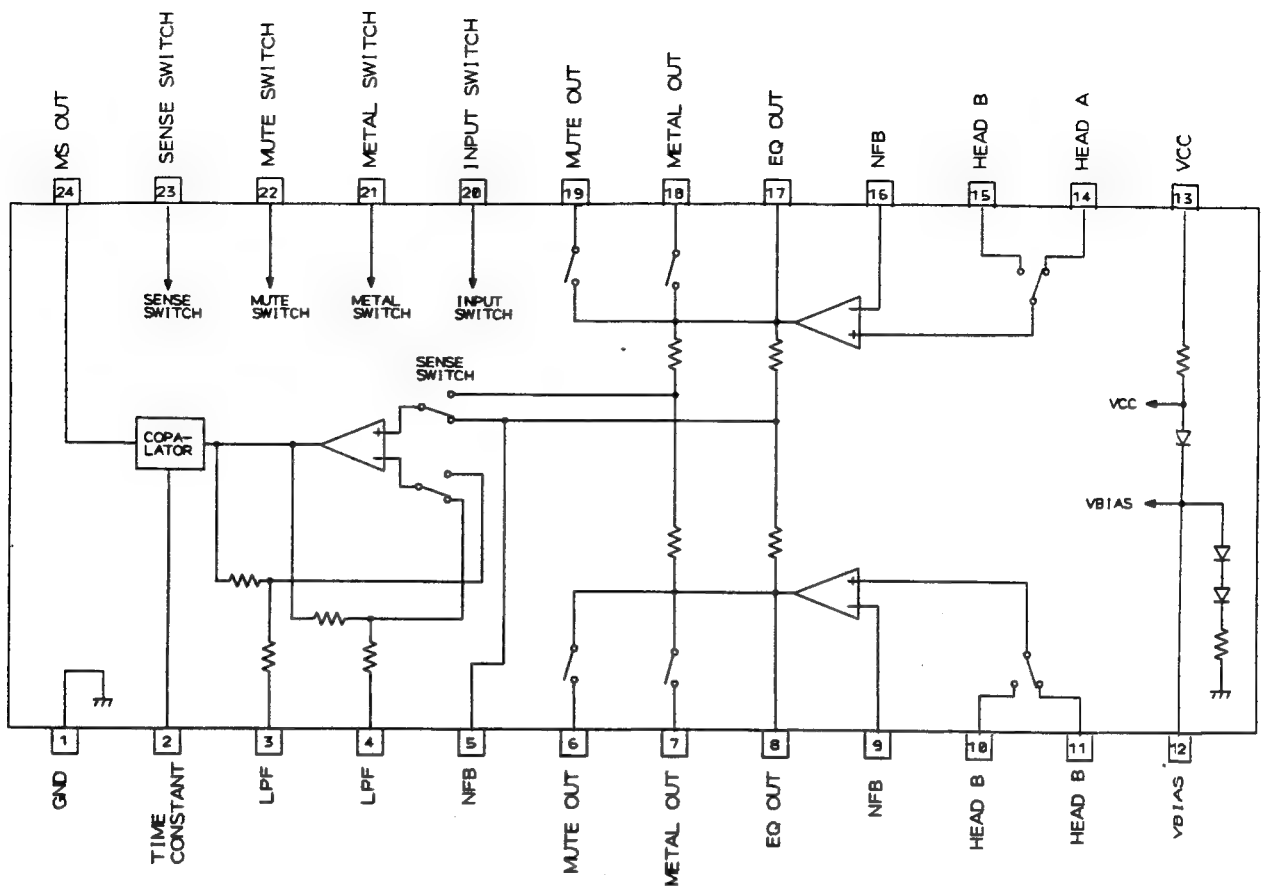 MS OUT
SENSE SWITCH
MUTE SWITCH
METAL SWITCH
INPUT SWITCH
MUTE OUT
METAL OUT
EQ OUT
NFB
HEAD B
HEAD A
VCC
24
23
22
21
20
19
18
17
16
15
14
13
SENSE
SWITCH
MUTE
SWITCH
METAL
SWITCH
INPUT
SWITCH
SENSE
SWITCH
+
-
VCC
COPA-
LATOR
+
-
VBIAS
+
-
1
2
3
4
5
6
7
8
9
10
11
12
GND
TIME
CONSTANT
LPF
LPF
NFB
MUTE OUT
METAL OUT
EQ OUT
NFB
HEAD B
HEAD B
VBIAS